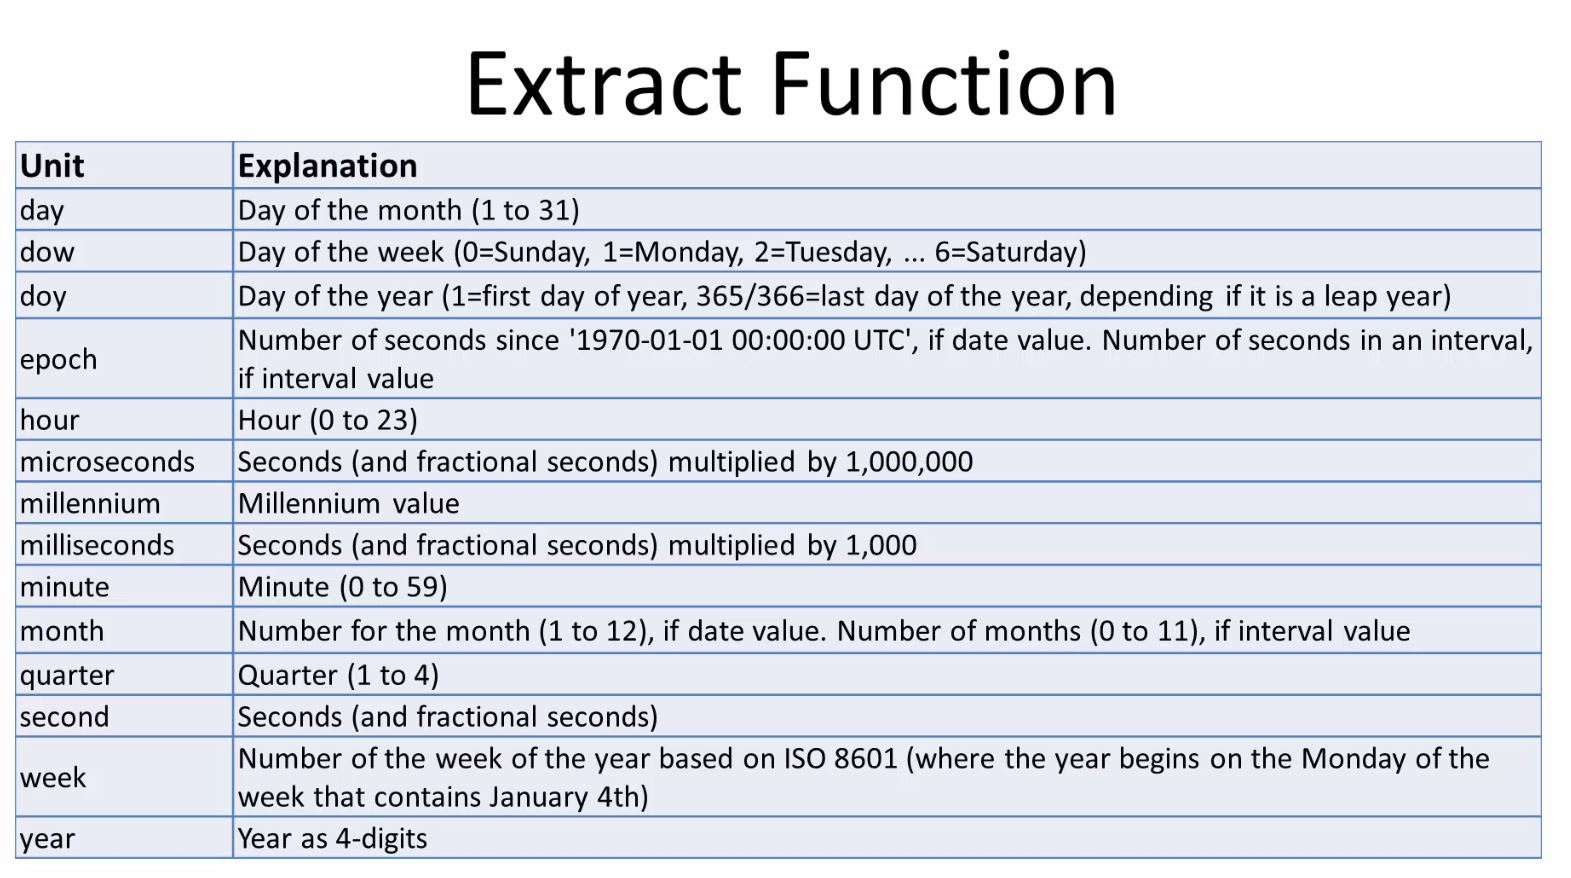 Extract Function
Unit Explanation
day Day of the month (1 to 31)
dow Day of the week (0=Sunday, 1=Monday, 2=Tuesday, ... 6=Saturday)
doy Day of the year (1=first day of year, 365/366=last day of the year, depending if it is a leap year)
epoch Number of seconds since '1970-01-01 00:00:00 UTC', if date value. Number of seconds in an interval,
if interval value
hour Hour (0 to 23)
microseconds Seconds (and fractional seconds) multiplied by 1,000,000
millennium Millennium value
milliseconds Seconds (and fractional seconds) multiplied by 1,000
minute Minute (0 to 59)
month Number for the month (1 to 12), if date value. Number of months (0 to 11), if interval value
quarter Quarter (1 to 4)
second Seconds (and fractional seconds)
week Number of the week of the year based on ISO 8601 (where the year begins on the Monday of the
week that contains January 4th)
year Year as 4-digits